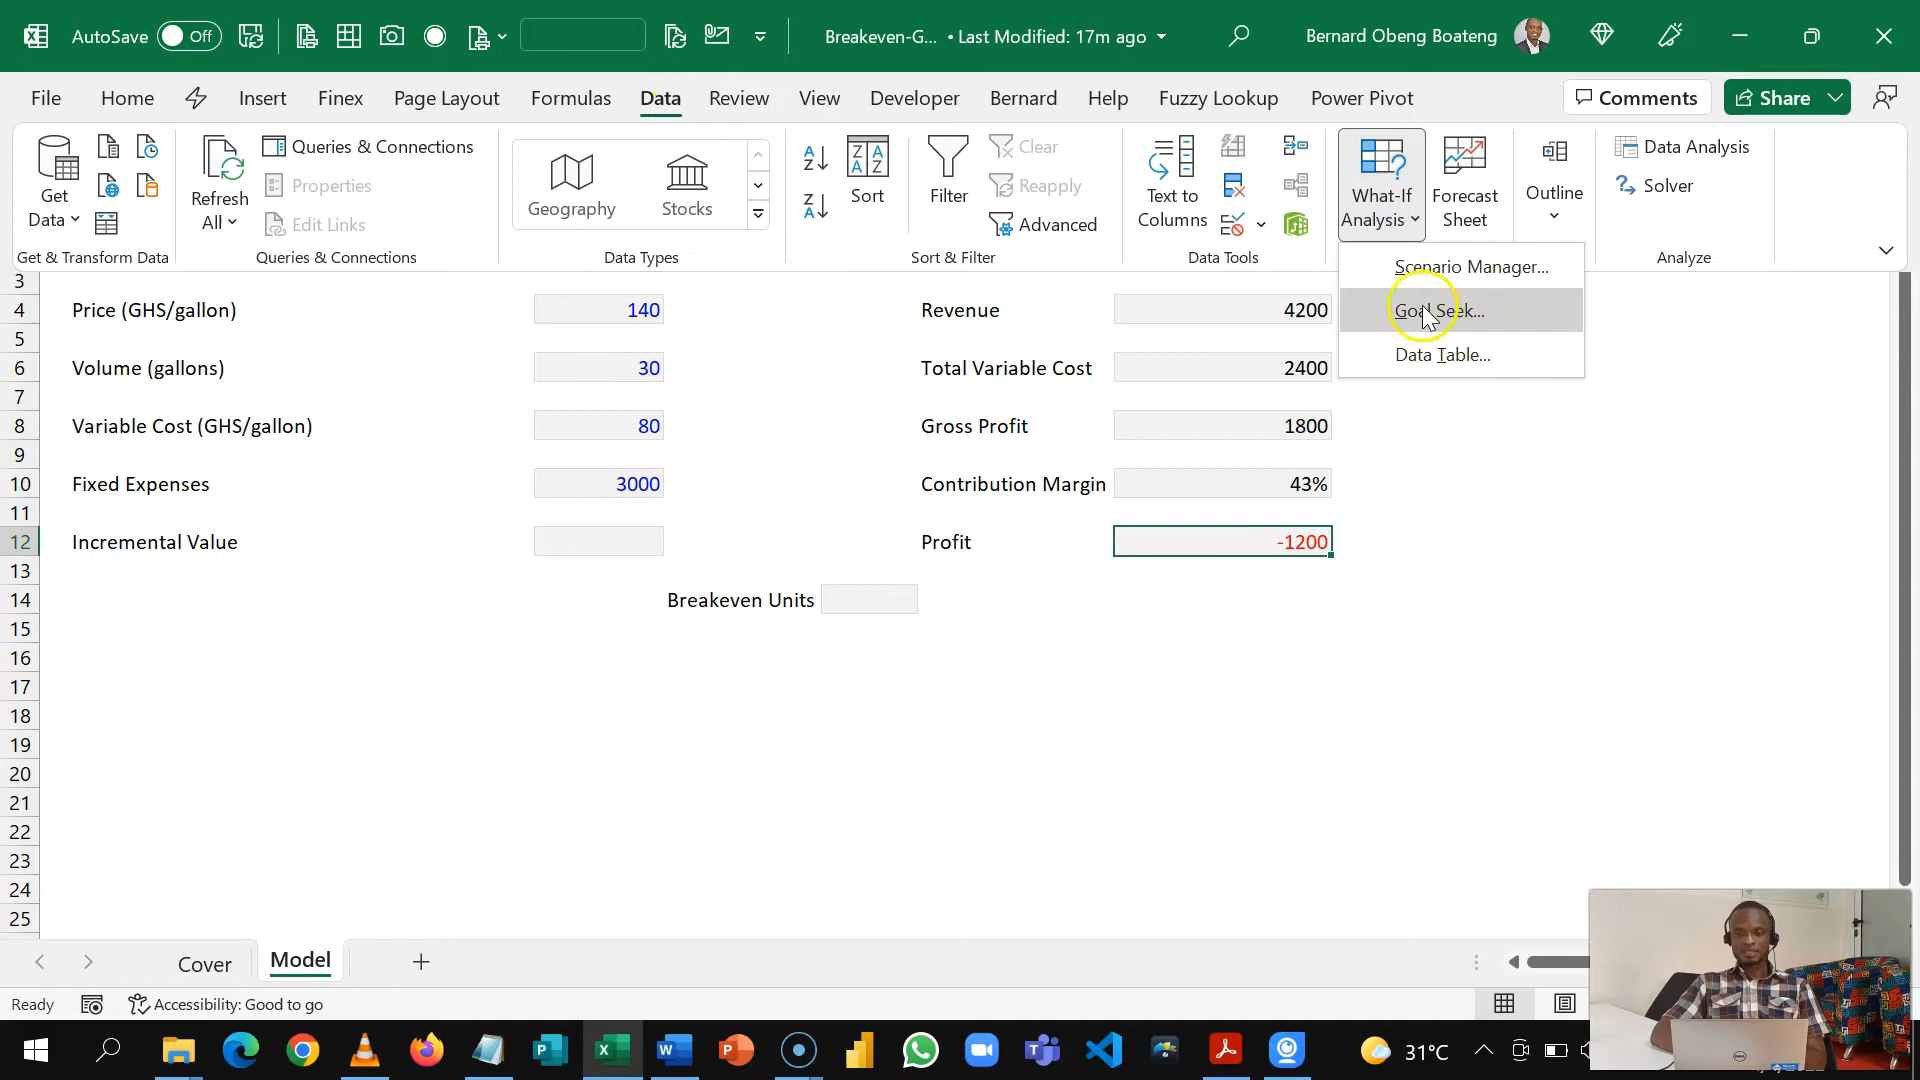 AutoSave Off
Breakeven-G... • Last Modified: 17m ago
Bernard Obeng Boateng
File Home Insert Finex Page Layout Formulas Data Review View Developer Bernard Help Fuzzy Lookup Power Pivot
Comments Share
Get Data
Refresh All
Queries & Connections
Properties
Edit Links
Geography
Stocks
Sort
Filter
Clear
Reapply
Advanced
Text to Columns
What-If Analysis
Forecast Sheet
Outline
Data Analysis
Solver
Get & Transform Data
Queries & Connections
Data Types
Sort & Filter
Data Tools
Analyze
Scenario Manager...
Goal Seek...
Data Table...
3
4 Price (GHS/gallon) 140 Revenue 4200
5
6 Volume (gallons) 30 Total Variable Cost 2400
7
8 Variable Cost (GHS/gallon) 80 Gross Profit 1800
9
10 Fixed Expenses 3000 Contribution Margin 43%
11
12 Incremental Value Profit -1200
13
14 Breakeven Units
15
16
17
18
19
20
21
22
23
24
25
Cover Model
Ready Accessibility: Good to go
31°C